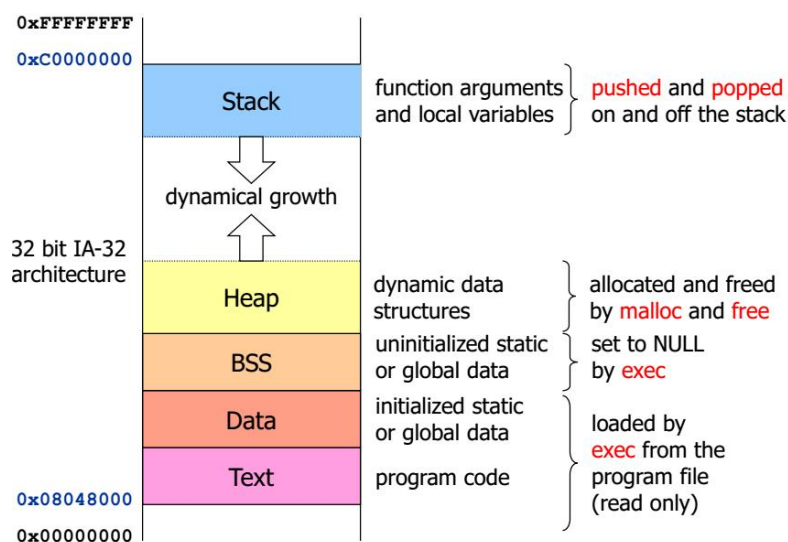 0xFFFFFFFF
0xC0000000
Stack
function arguments
and local variables
pushed and popped
on and off the stack
dynamical growth
32 bit IA-32
architecture
Heap
dynamic data
structures
allocated and freed
by malloc and free
BSS
uninitialized static
or global data
set to NULL
by exec
Data
initialized static
or global data
Text
program code
loaded by
exec from the
program file
(read only)
0x08048000
0x00000000